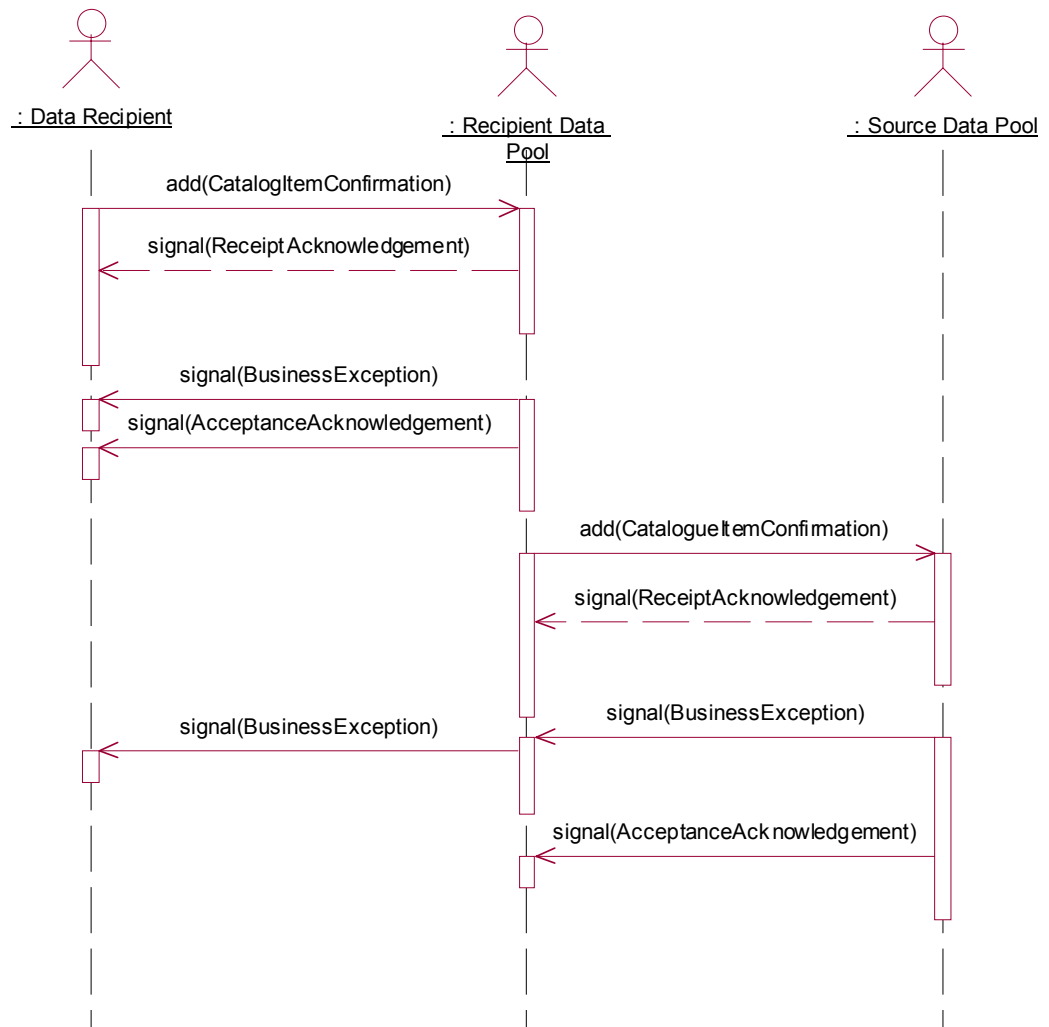 : Data Recipient
: Recipient Data
Pool
: Source Data Pool
add(CatalogItemConfirmation)
signal(ReceiptAcknowledgement)
signal(BusinessException)
signal(AcceptanceAcknowledgement)
add(CatalogueItemConfirmation)
signal(ReceiptAcknowledgement)
signal(BusinessException)
signal(BusinessException)
signal(AcceptanceAcknowledgement)